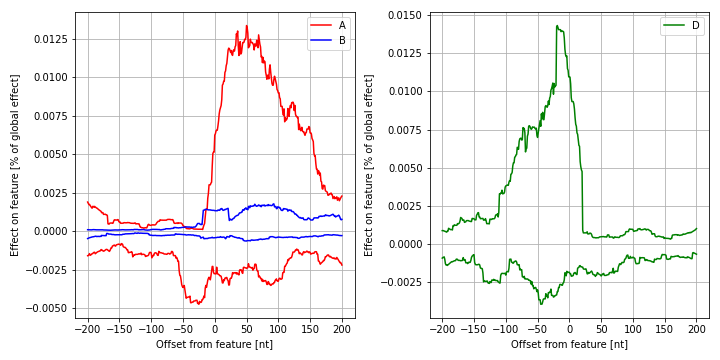 Effect on feature [% of global effect]
0.0125
0.0100
0.0075
0.0050
0.0025
0.0000
−0.0025
−0.0050
−200 −150 −100 −50 0 50 100 150 200
Offset from feature [nt]
A
B
Effect on feature [% of global effect]
0.0150
0.0125
0.0100
0.0075
0.0050
0.0025
0.0000
−0.0025
−200 −150 −100 −50 0 50 100 150 200
Offset from feature [nt]
D